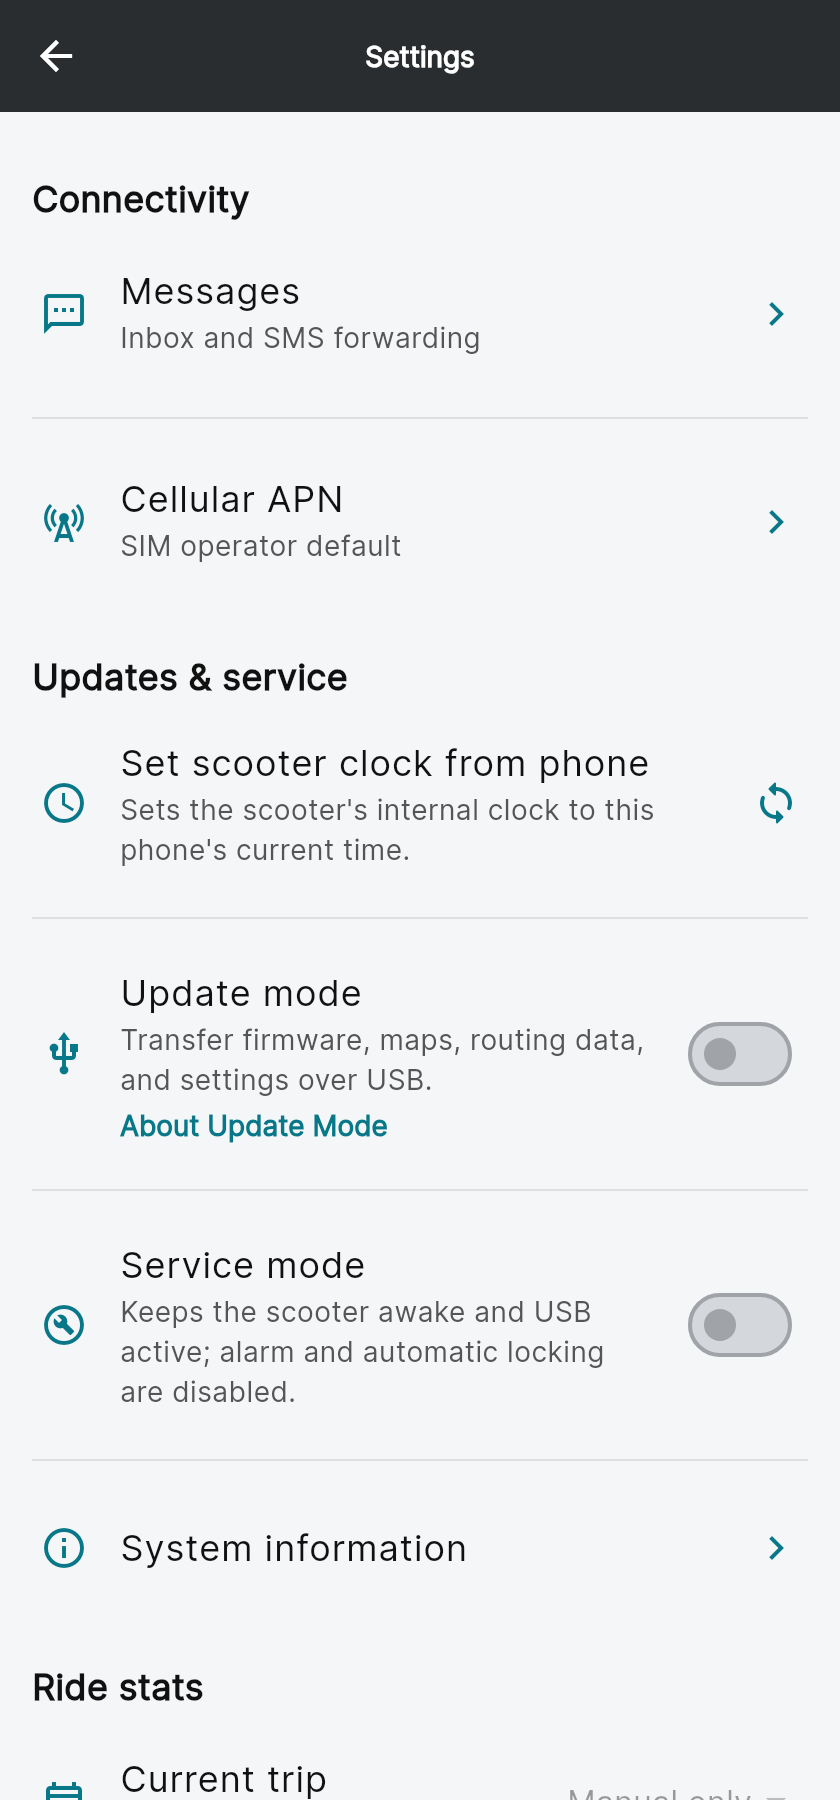 Settings
Connectivity
Messages
Inbox and SMS forwarding
Cellular APN
SIM operator default
Updates & service
Set scooter clock from phone
Sets the scooter's internal clock to this
phone's current time.
Update mode
Transfer firmware, maps, routing data,
and settings over USB.
About Update Mode
Service mode
Keeps the scooter awake and USB
active; alarm and automatic locking
are disabled.
System information
Ride stats
Current trip
Manual only